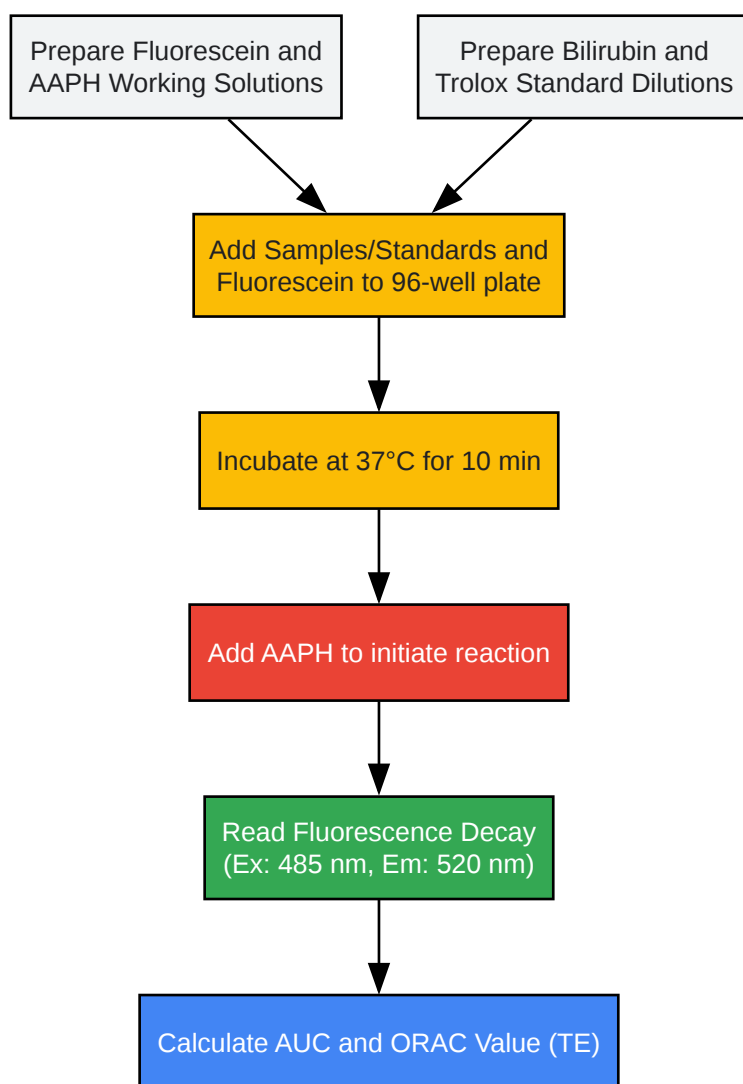 Prepare Fluorescein and
AAPH Working Solutions
Prepare Bilirubin and
Trolox Standard Dilutions
Add Samples/Standards and
Fluorescein to 96-well plate
Incubate at 37°C for 10 min
Add AAPH to initiate reaction
Read Fluorescence Decay
(Ex: 485 nm, Em: 520 nm)
Calculate AUC and ORAC Value (TE)